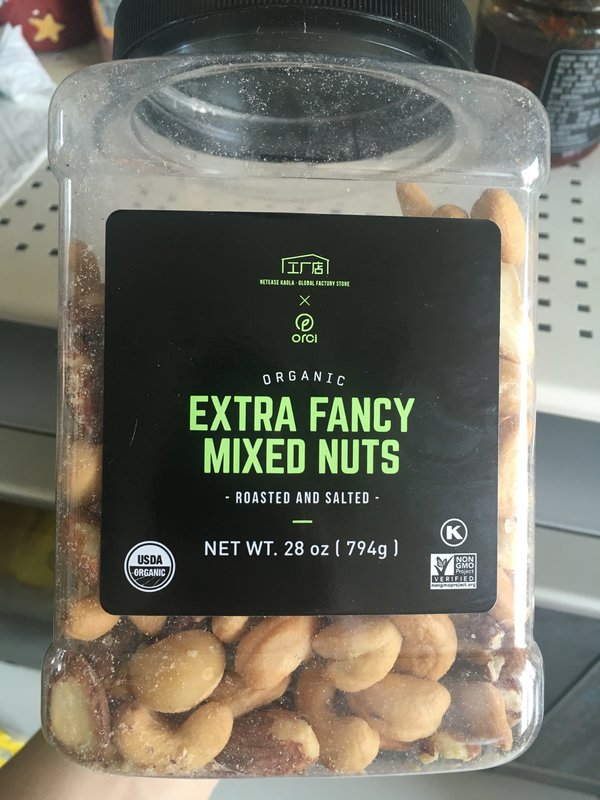 工厂店
NETEASE KAOLA · GLOBAL FACTORY STORE
×
orci
ORGANIC
EXTRA FANCY
MIXED NUTS
- ROASTED AND SALTED -
NET WT. 28 oz ( 794g )
K
USDA
ORGANIC
NON
GMO
Project
VERIFIED
nongmoproject.org